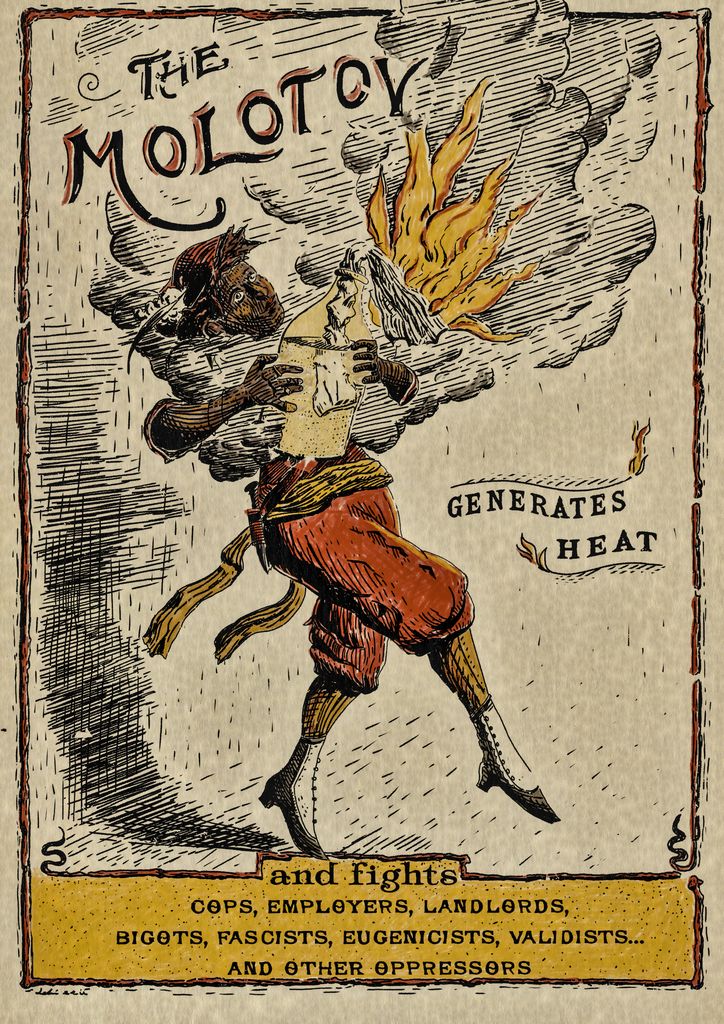 THE
MOLOTOV
GENERATES
HEAT
and fights
COPS, EMPLOYERS, LANDLORDS,
BIGOTS, FASCISTS, EUGENICISTS, VALIDISTS...
AND OTHER OPPRESSORS